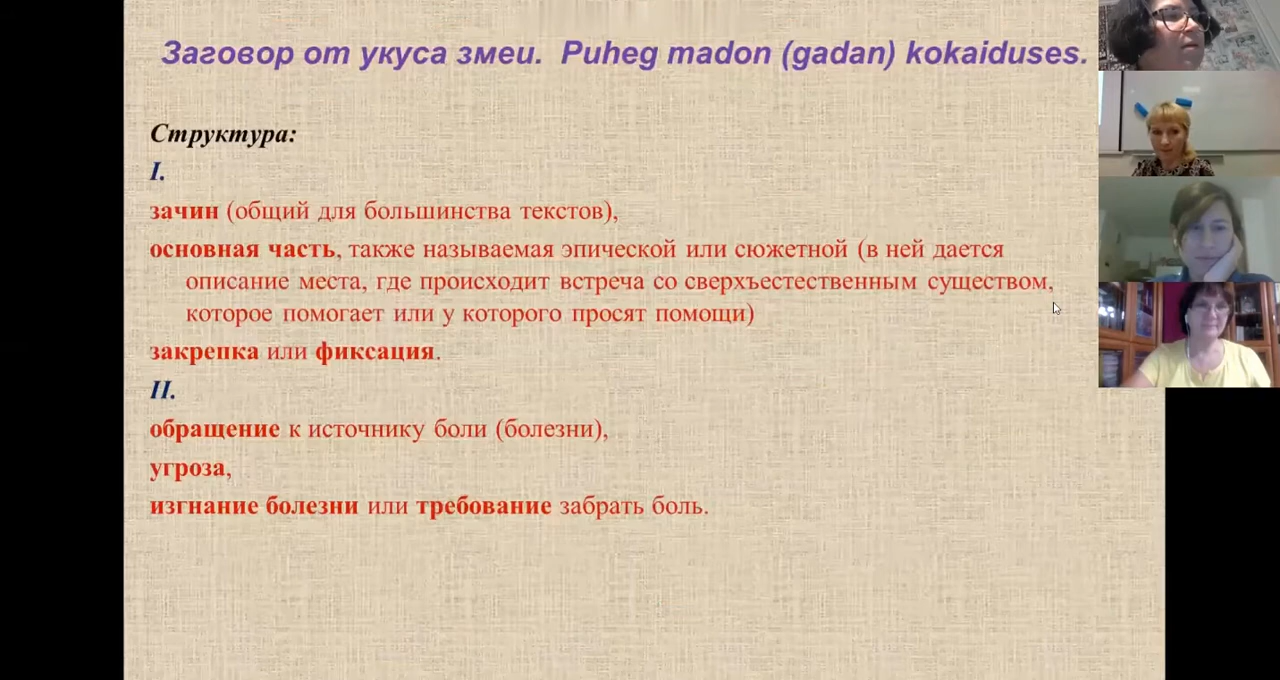 Заговор от укуса змеи. Puheg madon (gadan) kokaiduses.
Структура:
I.
зачин (общий для большинства текстов),
основная часть, также называемая эпической или сюжетной (в ней дается
описание места, где происходит встреча со сверхъестественным существом,
которое помогает или у которого просят помощи)
закрепка или фиксация.
II.
обращение к источнику боли (болезни),
угроза,
изгнание болезни или требование забрать боль.